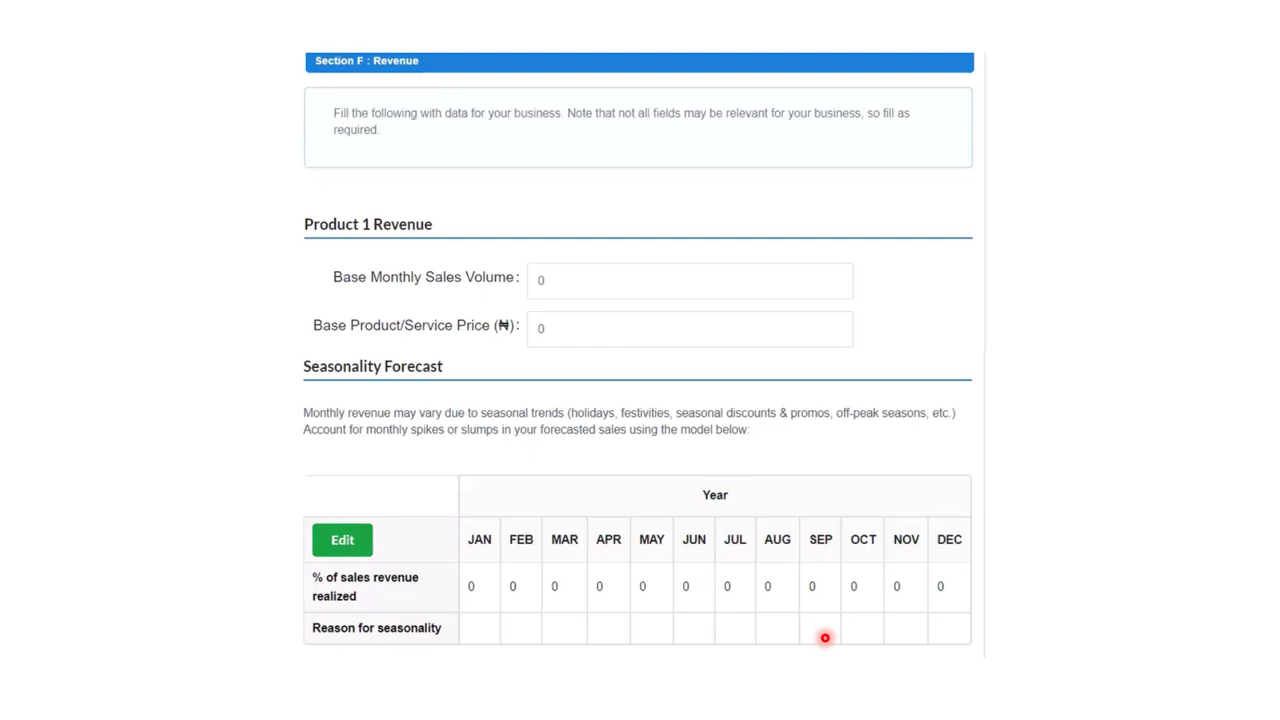 Section F : Revenue
Fill the following with data for your business. Note that not all fields may be relevant for your business, so fill as
required.
Product 1 Revenue
Base Monthly Sales Volume: 0
Base Product/Service Price (₦): 0
Seasonality Forecast
Monthly revenue may vary due to seasonal trends (holidays, festivities, seasonal discounts & promos, off-peak seasons, etc.)
Account for monthly spikes or slumps in your forecasted sales using the model below:
Year
Edit JAN FEB MAR APR MAY JUN JUL AUG SEP OCT NOV DEC
% of sales revenue
realized 0 0 0 0 0 0 0 0 0 0 0 0
Reason for seasonality